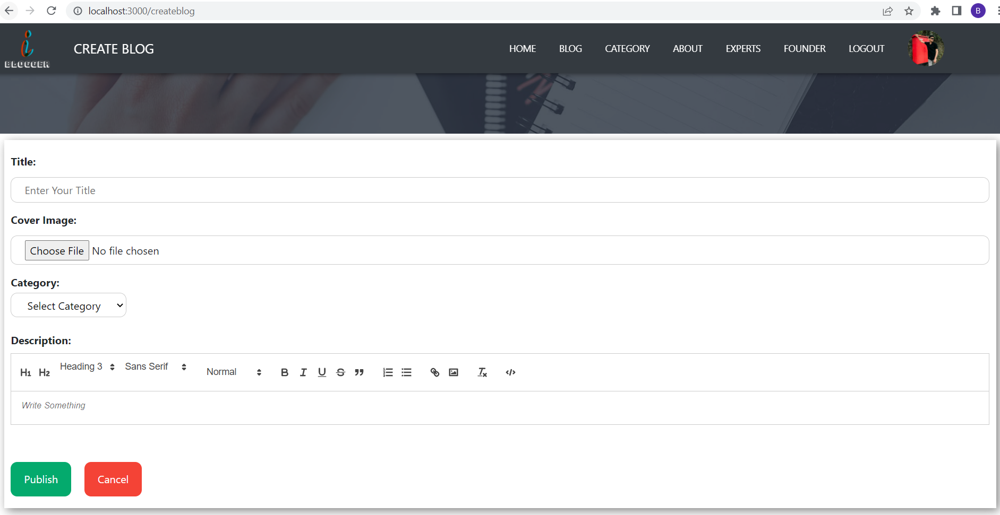 localhost:3000/createblog
B
i
BLOGGER
CREATE BLOG
HOME BLOG CATEGORY ABOUT EXPERTS FOUNDER LOGOUT
Title:
Enter Your Title
Cover Image:
Choose File No file chosen
Category:
Select Category
Description:
H1 H2 Heading 3 Sans Serif Normal B I U S ” Tx </>
Write Something
Publish Cancel